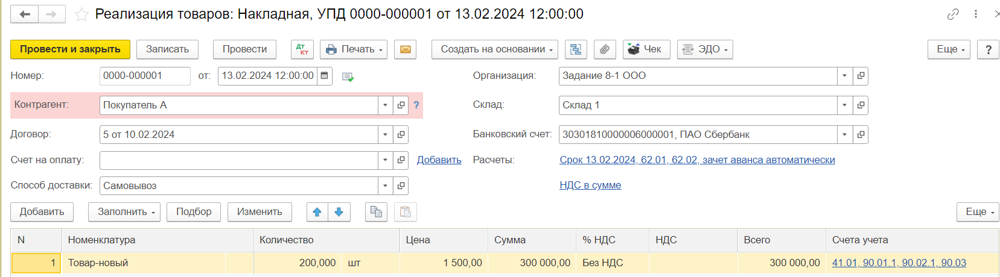 Реализация товаров: Накладная, УПД 0000-000001 от 13.02.2024 12:00:00
Провести и закрыть Записать Провести Дт Кт Печать Создать на основании Чек ЭДО Еще ?
Номер: 0000-000001 от: 13.02.2024 12:00:00 Организация: Задание 8-1 ООО
Контрагент: Покупатель А ? Склад: Склад 1
Договор: 5 от 10.02.2024 Банковский счет: 30301810000006000001, ПАО Сбербанк
Счет на оплату: Добавить Расчеты: Срок 13.02.2024, 62.01, 62.02, зачет аванса автоматически
Способ доставки: Самовывоз НДС в сумме
Добавить Заполнить Подбор Изменить Еще
N Номенклатура Количество Цена Сумма % НДС НДС Всего Счета учета
1 Товар-новый 200,000 шт 1 500,00 300 000,00 Без НДС 300 000,00 41.01, 90.01.1, 90.02.1, 90.03